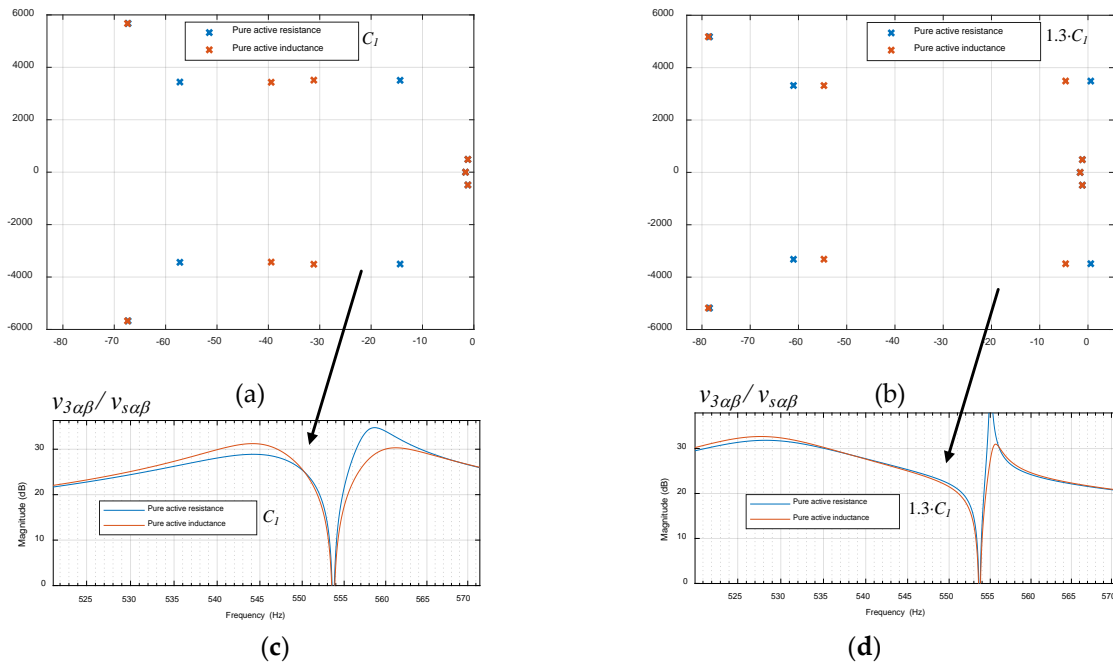 6000
4000
2000
0
-2000
-4000
-6000
-80 -70 -60 -50 -40 -30 -20 -10 0
Pure active resistance
Pure active inductance
C1
(a)
6000
4000
2000
0
-2000
-4000
-6000
-80 -70 -60 -50 -40 -30 -20 -10 0
Pure active resistance
Pure active inductance
1.3·C1
(b)
v3αβ / vsαβ
Magnitude (dB)
30
20
10
0
525 530 535 540 545 550 555 560 565 570
Frequency (Hz)
Pure active resistance
Pure active inductance
C1
(c)
v3αβ / vsαβ
Magnitude (dB)
30
20
10
0
525 530 535 540 545 550 555 560 565 570
Frequency (Hz)
Pure active resistance
Pure active inductance
1.3·C1
(d)